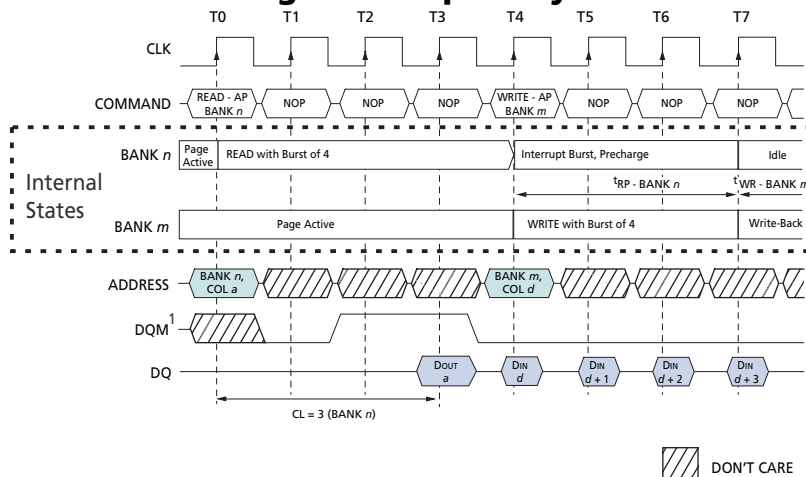 T0 T1 T2 T3 T4 T5 T6 T7
CLK
COMMAND READ - AP BANK n NOP NOP NOP WRITE - AP BANK m NOP NOP NOP
Internal States
BANK n Page Active READ with Burst of 4 Interrupt Burst, Precharge Idle
tRP - BANK n tWR - BANK m
BANK m Page Active WRITE with Burst of 4 Write-Back
ADDRESS BANK n, COL a BANK m, COL d
DQM1
DQ DOUT a DIN d DIN d + 1 DIN d + 2 DIN d + 3
CL = 3 (BANK n)
DON'T CARE